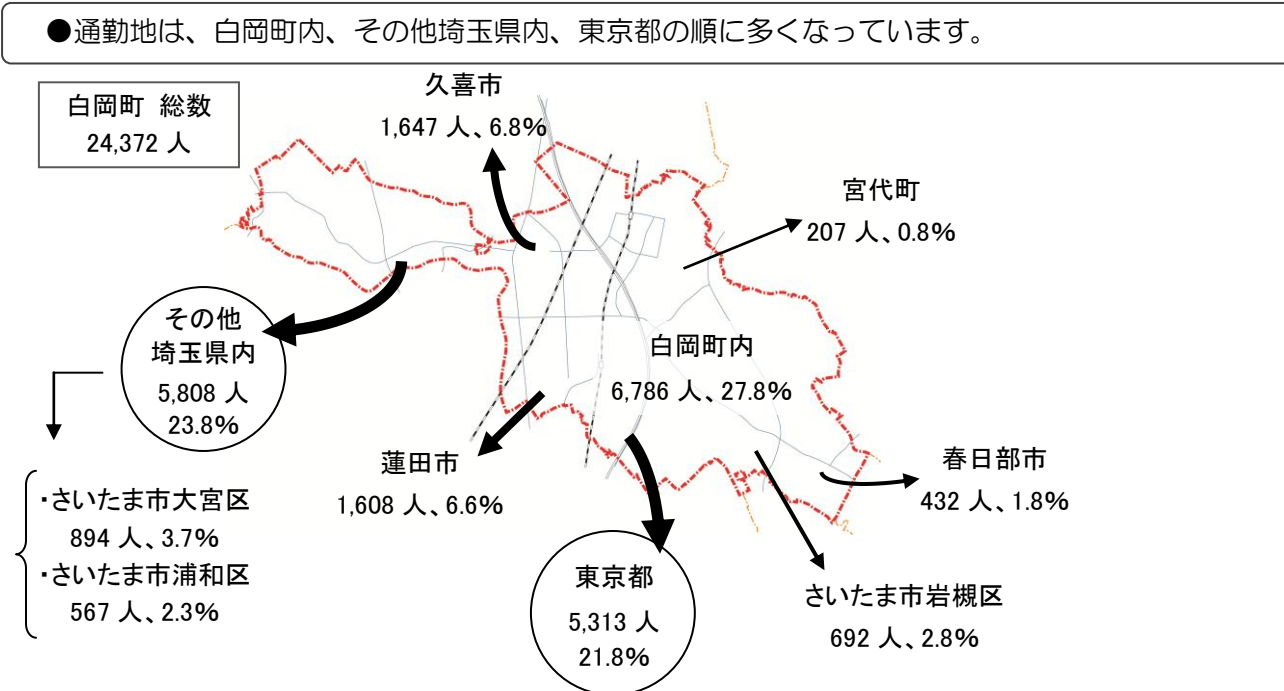 ●通勤地は、白岡町内、その他埼玉県内、東京都の順に多くなっています。
白岡町 総数
24,372 人
久喜市
1,647 人、6.8%
宮代町
207 人、0.8%
その他
埼玉県内
5,808 人
23.8%
白岡町内
6,786 人、27.8%
蓮田市
1,608 人、6.6%
春日部市
432 人、1.8%
・さいたま市大宮区
894 人、3.7%
・さいたま市浦和区
567 人、2.3%
東京都
5,313 人
21.8%
さいたま市岩槻区
692 人、2.8%